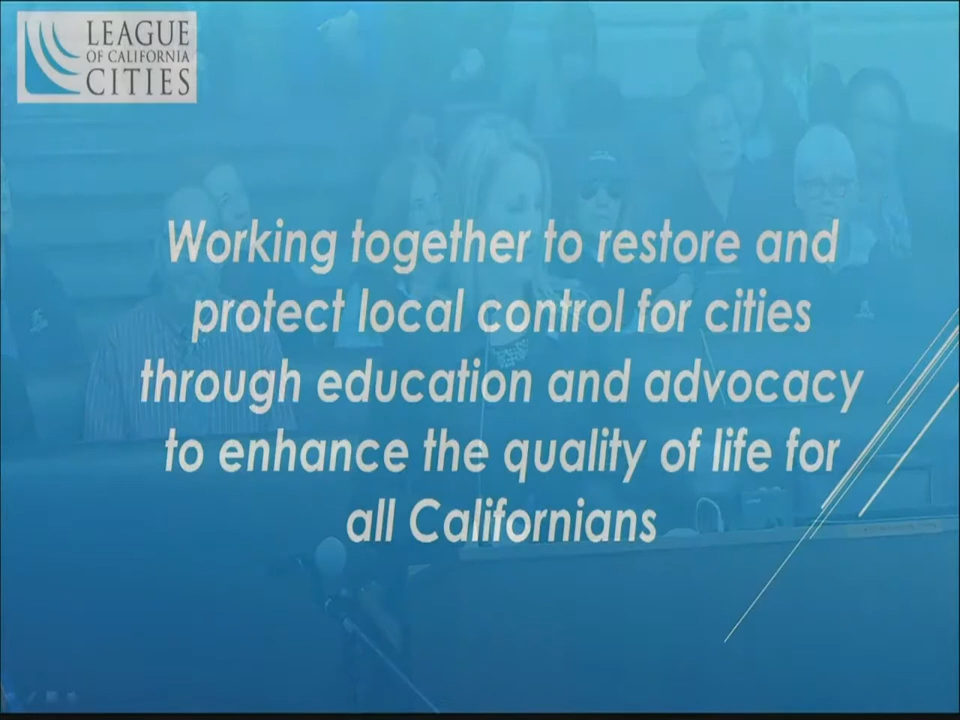 LEAGUE
OF CALIFORNIA
CITIES
Working together to restore and
protect local control for cities
through education and advocacy
to enhance the quality of life for
all Californians